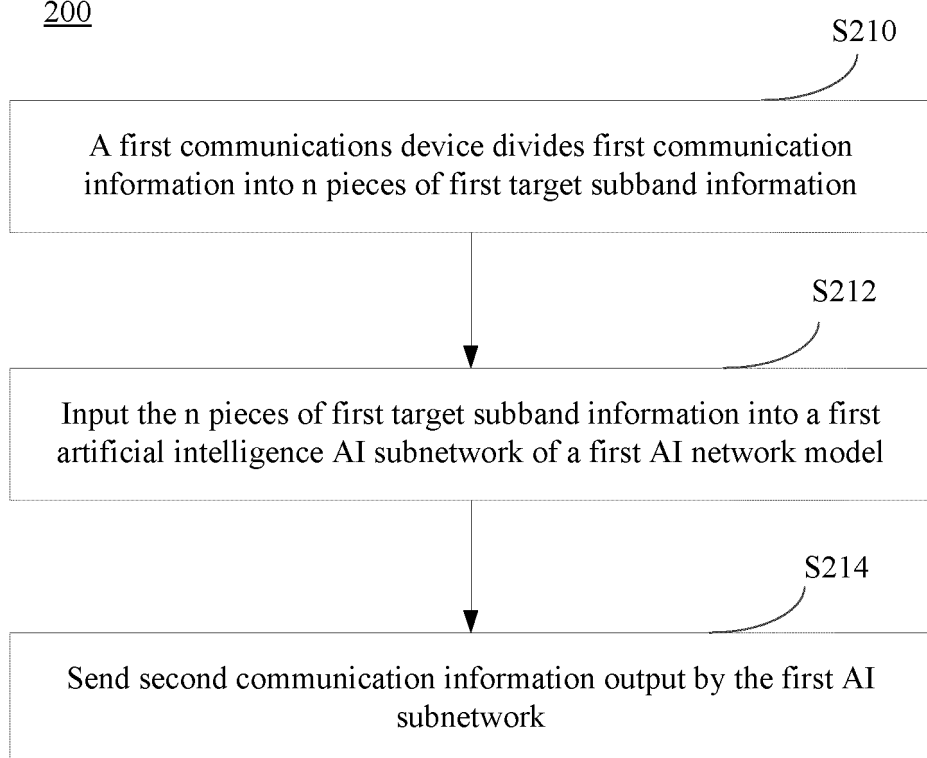 200
S210
A first communications device divides first communication
information into n pieces of first target subband information
S212
Input the n pieces of first target subband information into a first
artificial intelligence AI subnetwork of a first AI network model
S214
Send second communication information output by the first AI
subnetwork